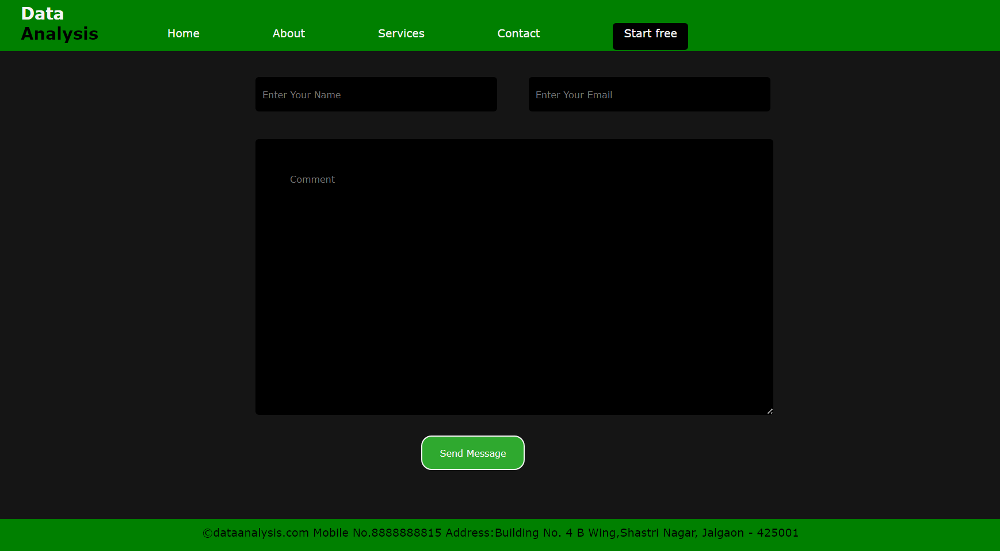 Data
Analysis
Home About Services Contact Start free
Enter Your Name Enter Your Email
Comment
Send Message
©dataanalysis.com Mobile No.8888888815 Address:Building No. 4 B Wing,Shastri Nagar, Jalgaon - 425001